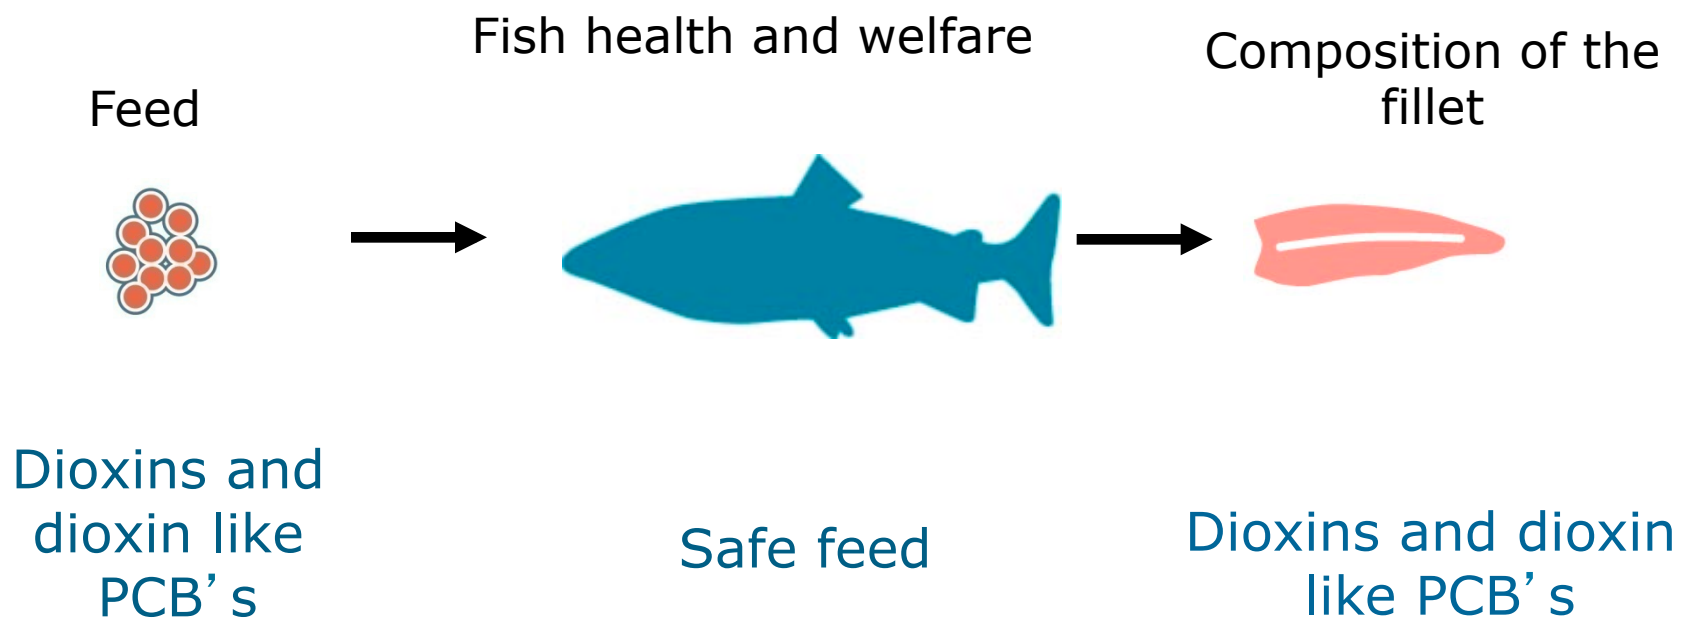 Feed
Fish health and welfare
Composition of the
fillet
Dioxins and
dioxin like
PCB’s
Safe feed
Dioxins and dioxin
like PCB’s